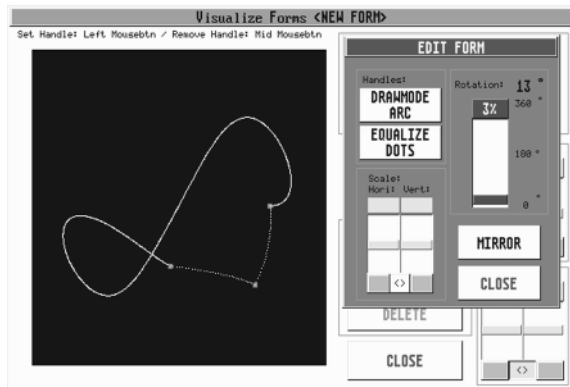 Visualize Forms <NEW FORM>
Set Handle: Left Mousebtn / Remove Handle: Mid Mousebtn
EDIT FORM
Handles:
DRAWMODE
ARC
EQUALIZE
DOTS
Rotation: 13 °
3%
360 °
180 °
0 °
Scale:
Hori: Vert:
<>
MIRROR
CLOSE
DELETE
CLOSE
<>